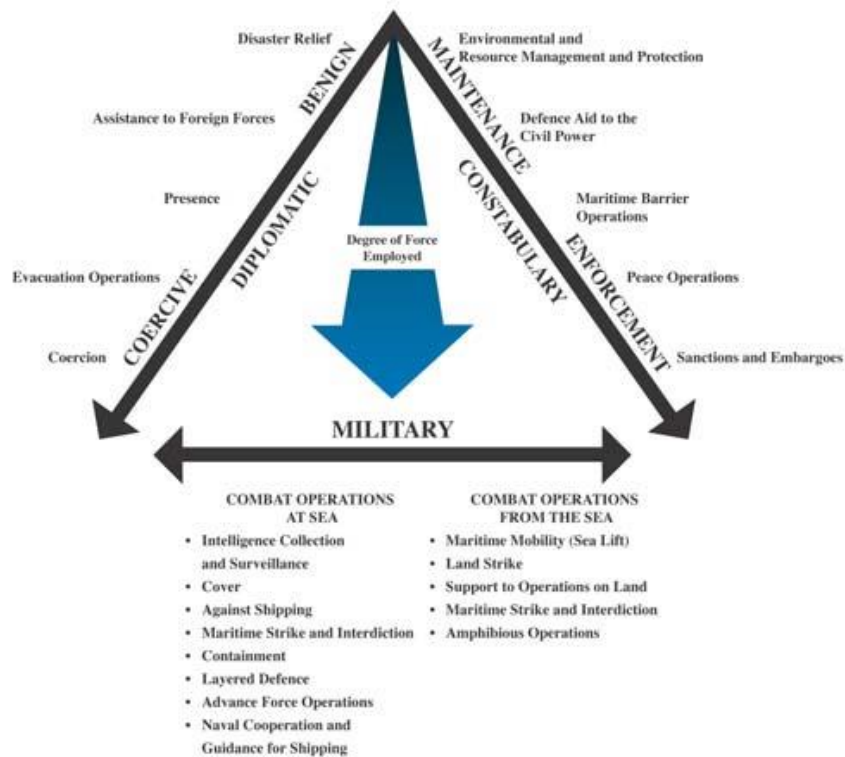 Disaster Relief
Assistance to Foreign Forces
Presence
Evacuation Operations
Coercion
BENIGN
DIPLOMATIC
COERCIVE
Degree of Force
Employed
MAINTENANCE
CONSTABULARY
ENFORCEMENT
Environmental and
Resource Management and Protection
Defence Aid to the
Civil Power
Maritime Barrier
Operations
Peace Operations
Sanctions and Embargoes
MILITARY
COMBAT OPERATIONS
AT SEA
• Intelligence Collection
and Surveillance
• Cover
• Against Shipping
• Maritime Strike and Interdiction
• Containment
• Layered Defence
• Advance Force Operations
• Naval Cooperation and
Guidance for Shipping
COMBAT OPERATIONS
FROM THE SEA
• Maritime Mobility (Sea Lift)
• Land Strike
• Support to Operations on Land
• Maritime Strike and Interdiction
• Amphibious Operations